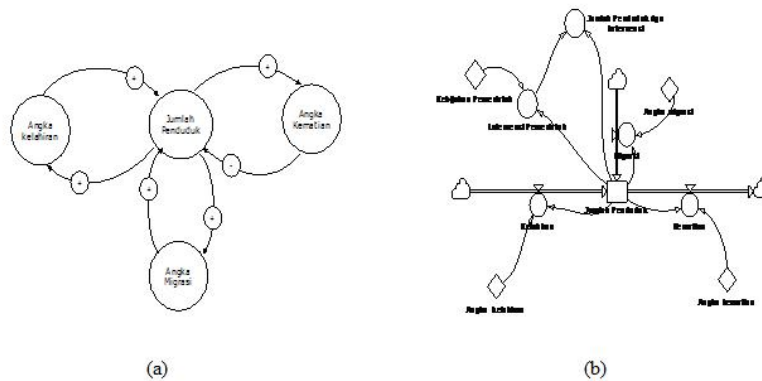 +
+
Angka
kelahiran
Jumlah
Penduduk
Angka
Kematian
+
-
+
+
Angka
Migrasi
(a)
Jumlah Penduduk dgn
Intervensi
Kebijakan Pemerintah
Intervensi Pemerintah
Angka migrasi
Migrasi
Jumlah Penduduk
Kelahiran
Kematian
Angka kelahiran
Angka kematian
(b)